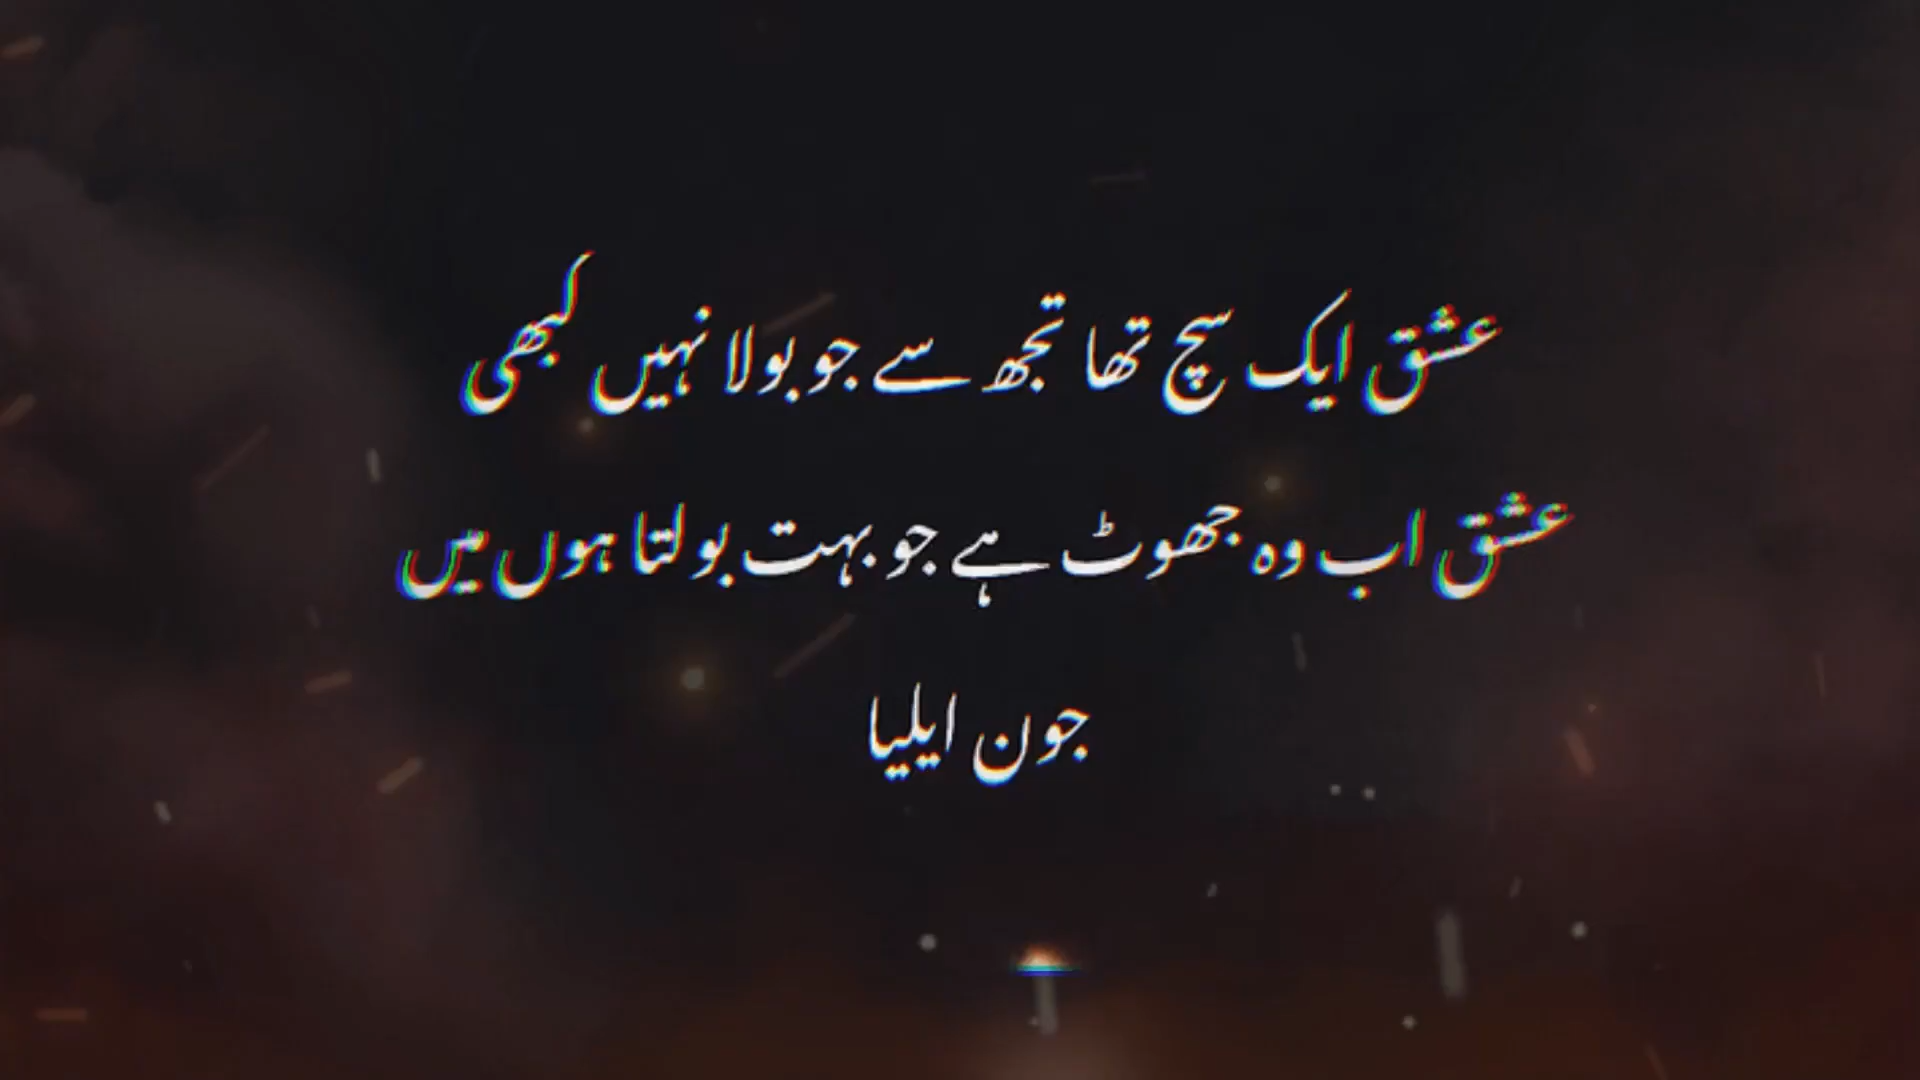 عشق ایک سچ تھا تجھ سے جو بولا نہیں کبھی
عشق اب وہ جھوٹ ہے جو بہت بولتا ہوں میں
جون ایلیا